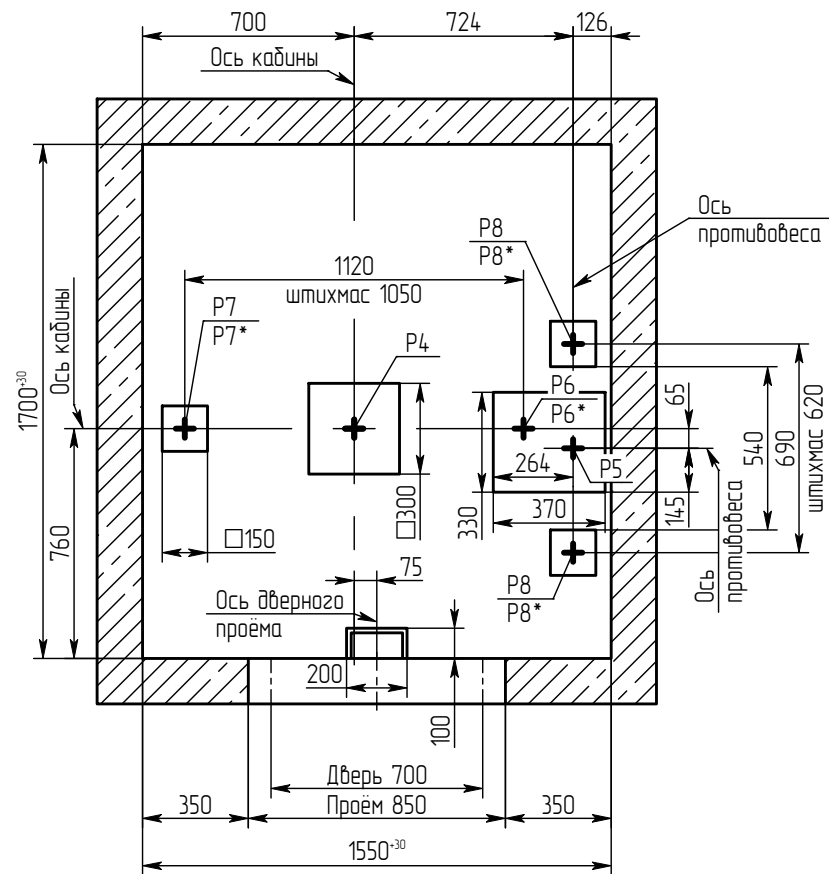 700
724
126
Ось кабины
Ось
противовеса
P8
P8*
1120
штихмас 1050
P7
P7*
P4
Ось кабины
1700⁺³⁰
P6
P6*
65
264
P5
540
690
штихмас 620
□300
330
370
145
760
□150
75
P8
P8*
Ось
противовеса
Ось дверного
проёма
200
100
Дверь 700
350
Проём 850
350
1550⁺³⁰